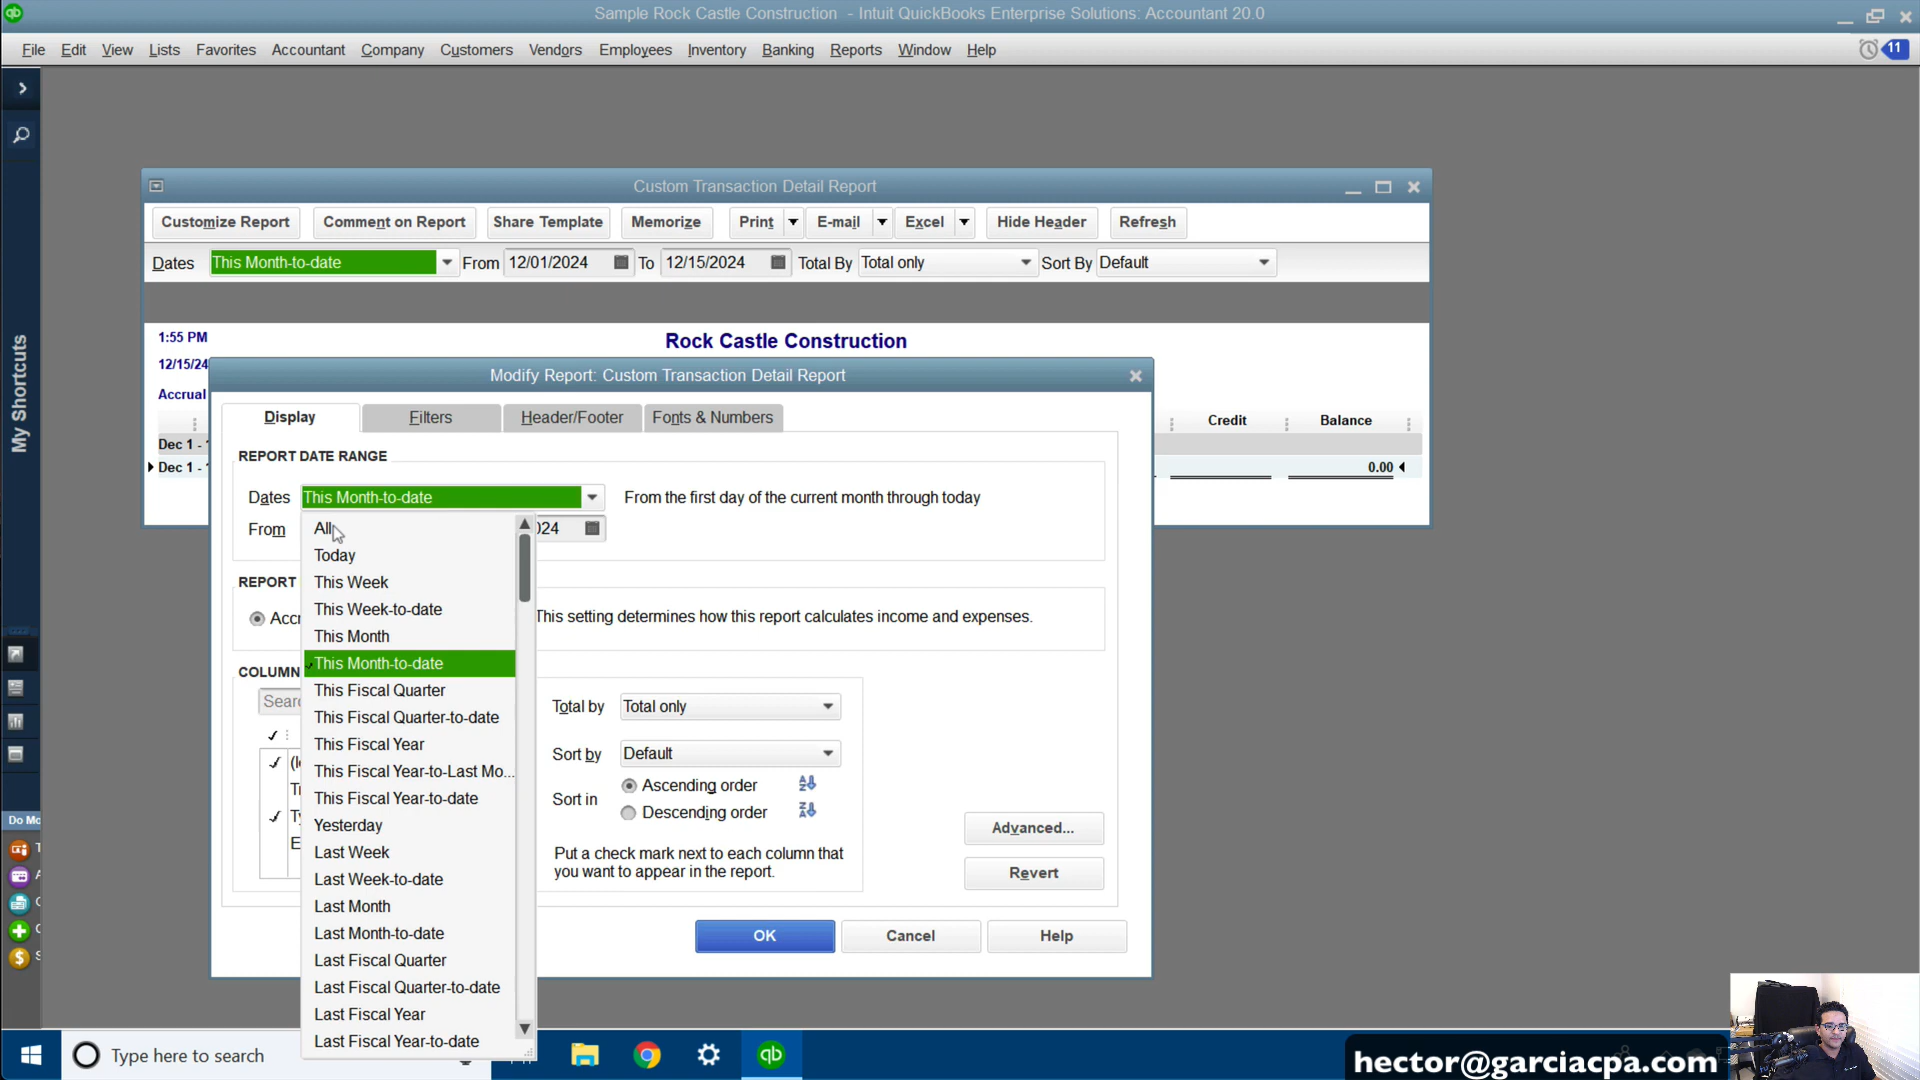 Sample Rock Castle Construction - Intuit QuickBooks Enterprise Solutions: Accountant 20.0
File Edit View Lists Favorites Accountant Company Customers Vendors Employees Inventory Banking Reports Window Help
11
Custom Transaction Detail Report
Customize Report Comment on Report Share Template Memorize Print E-mail Excel Hide Header Refresh
Dates This Month-to-date From 12/01/2024 To 12/15/2024 Total By Total only Sort By Default
1:55 PM
Rock Castle Construction
12/15/24
Accrual
Credit Balance
Dec 1 -
Dec 1 - 0.00
My Shortcuts
Modify Report: Custom Transaction Detail Report
Display Filters Header/Footer Fonts & Numbers
REPORT DATE RANGE
Dates This Month-to-date From the first day of the current month through today
From 024
All
Today
This Week
This Week-to-date
This Month
This Month-to-date
This Fiscal Quarter
This Fiscal Quarter-to-date
This Fiscal Year
This Fiscal Year-to-Last Mo...
This Fiscal Year-to-date
Yesterday
Last Week
Last Week-to-date
Last Month
Last Month-to-date
Last Fiscal Quarter
Last Fiscal Quarter-to-date
Last Fiscal Year
Last Fiscal Year-to-date
REPORT
Accr This setting determines how this report calculates income and expenses.
COLUMN
Sear
Total by Total only
Sort by Default
Sort in Ascending order
Descending order
Put a check mark next to each column that
you want to appear in the report.
Advanced...
Revert
OK Cancel Help
Do Mo
Type here to search
hector@garciacpa.com